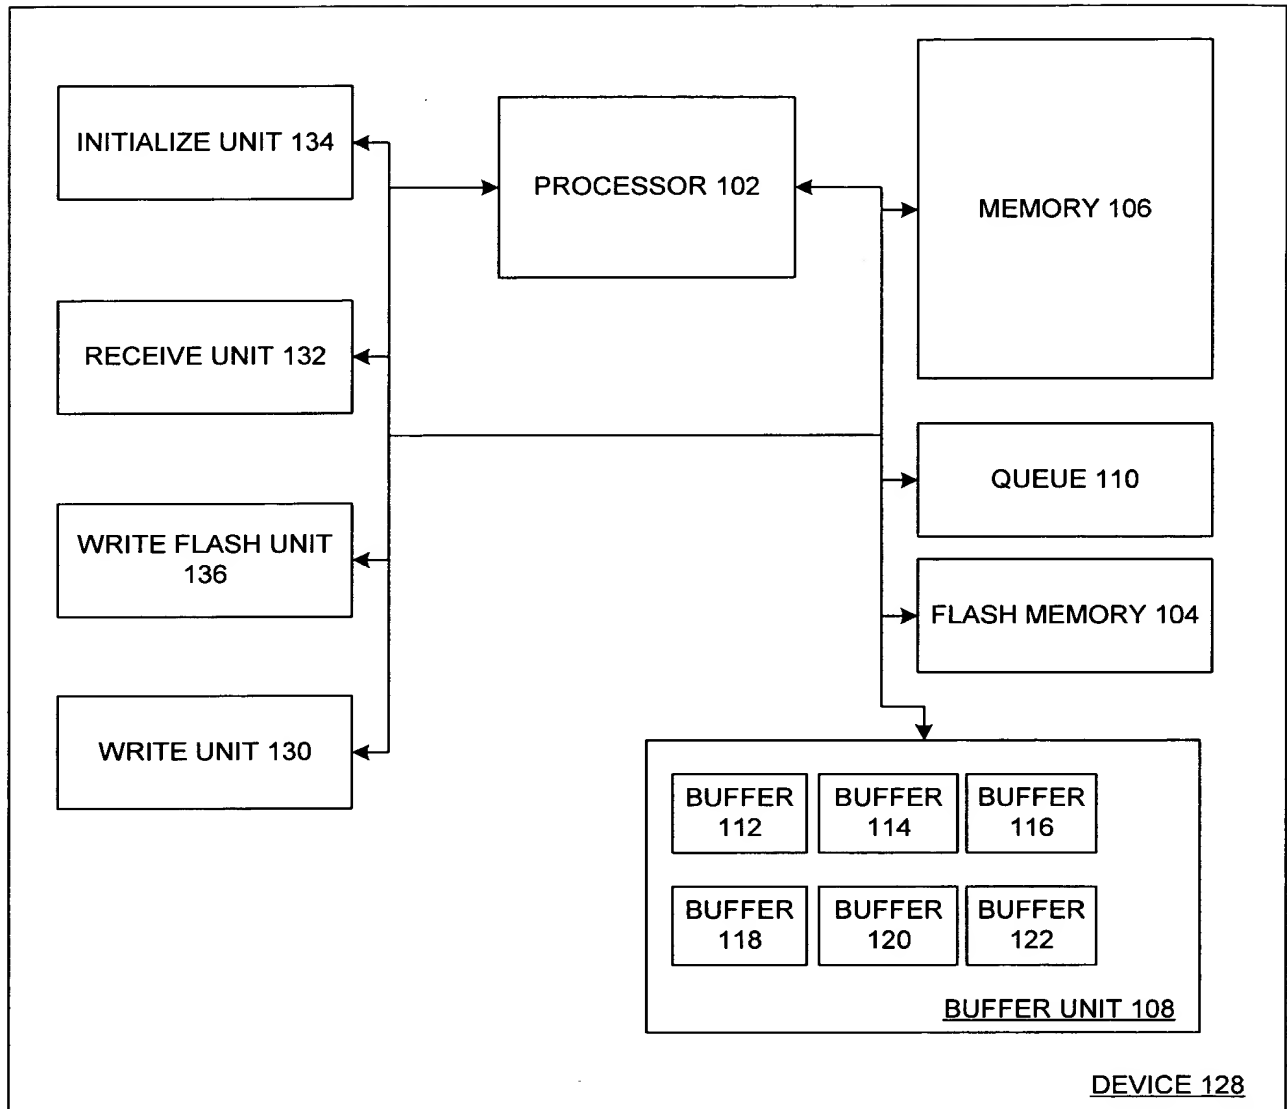 INITIALIZE UNIT 134
PROCESSOR 102
MEMORY 106
RECEIVE UNIT 132
QUEUE 110
WRITE FLASH UNIT
136
FLASH MEMORY 104
WRITE UNIT 130
BUFFER
112
BUFFER
114
BUFFER
116
BUFFER
118
BUFFER
120
BUFFER
122
BUFFER UNIT 108
DEVICE 128